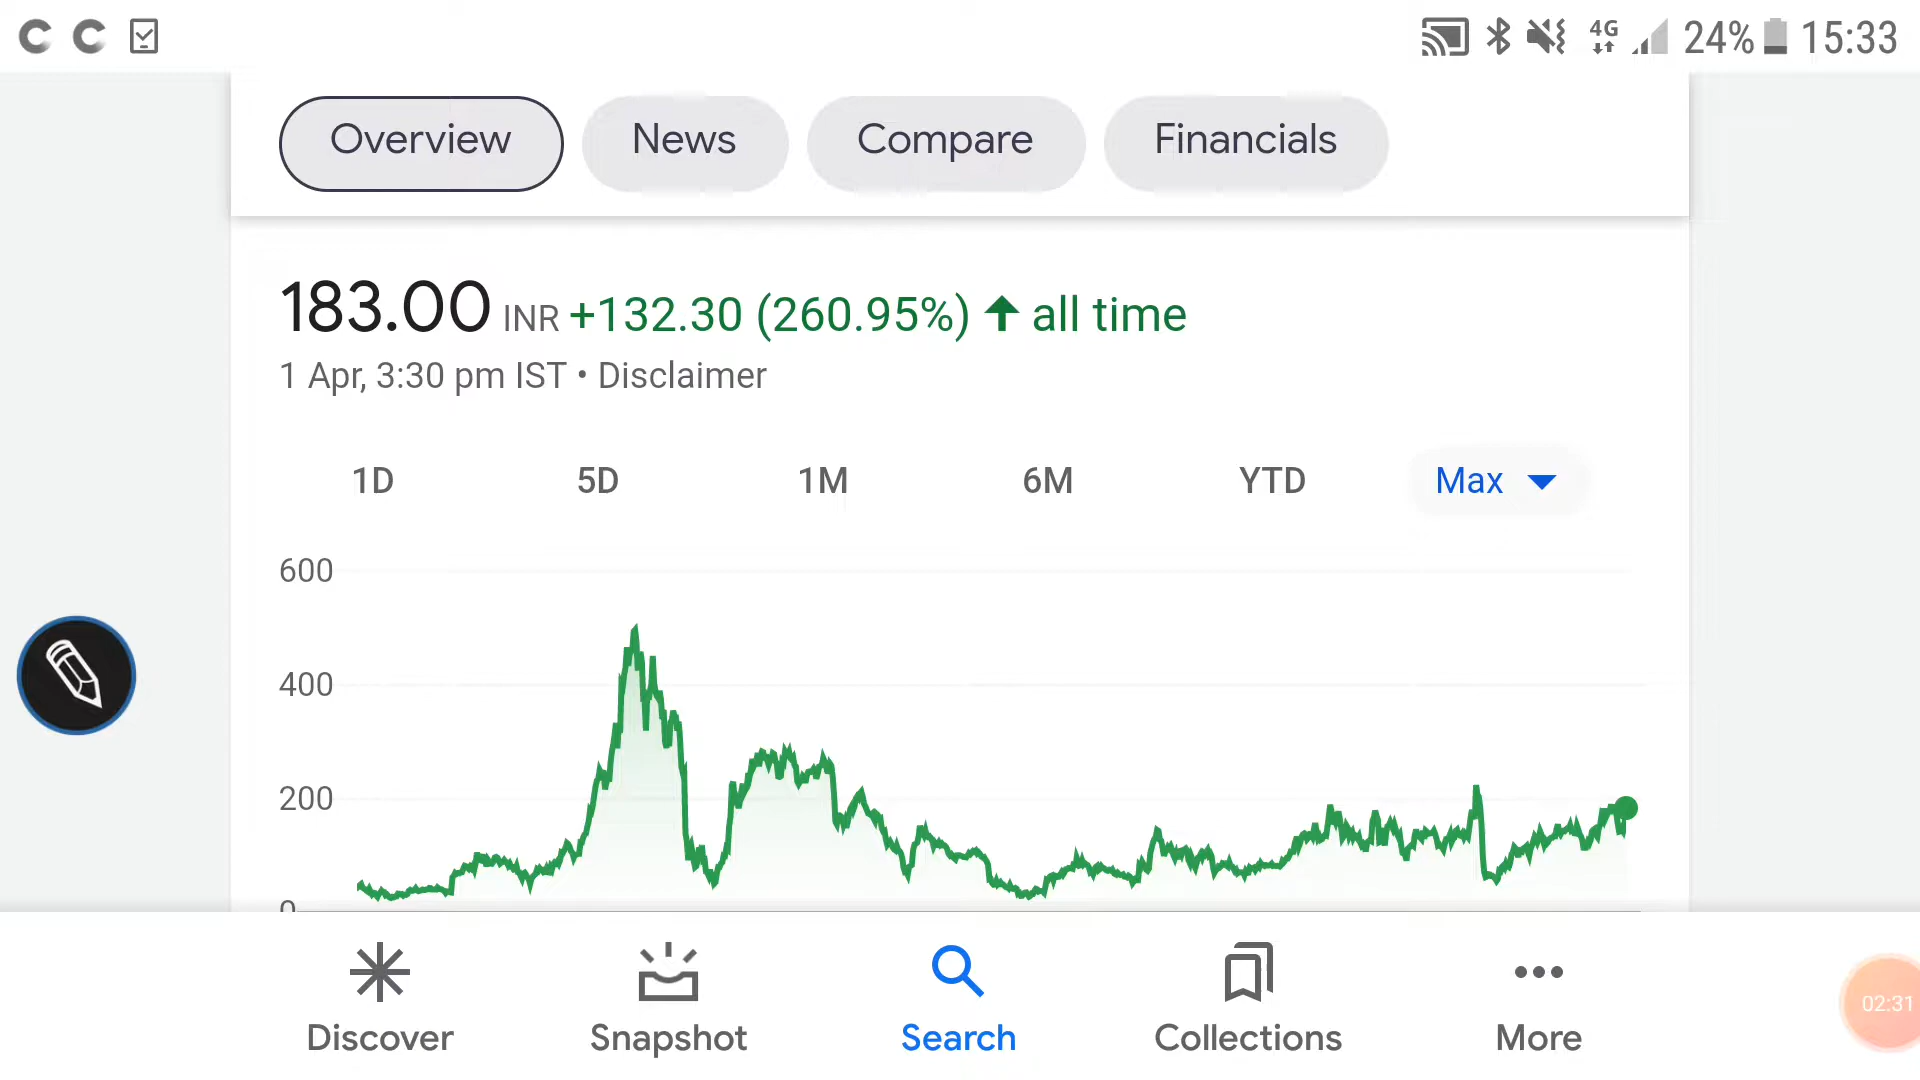 4G 24% 15:33
Overview News Compare Financials
183.00 INR +132.30 (260.95%) ↑ all time
1 Apr, 3:30 pm IST • Disclaimer
1D 5D 1M 6M YTD Max
600
400
200
0
Discover Snapshot Search Collections More
02:31